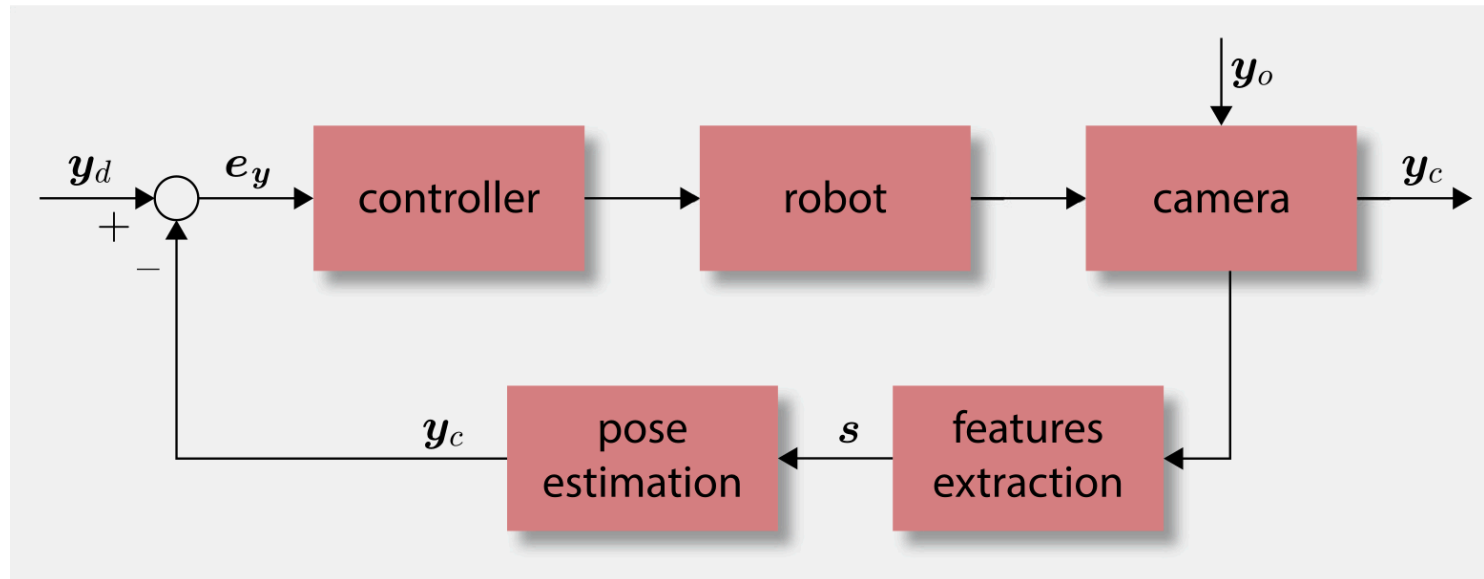 y_o
y_d
e_y
controller
robot
camera
y_c
+
−
y_c
pose
estimation
s
features
extraction